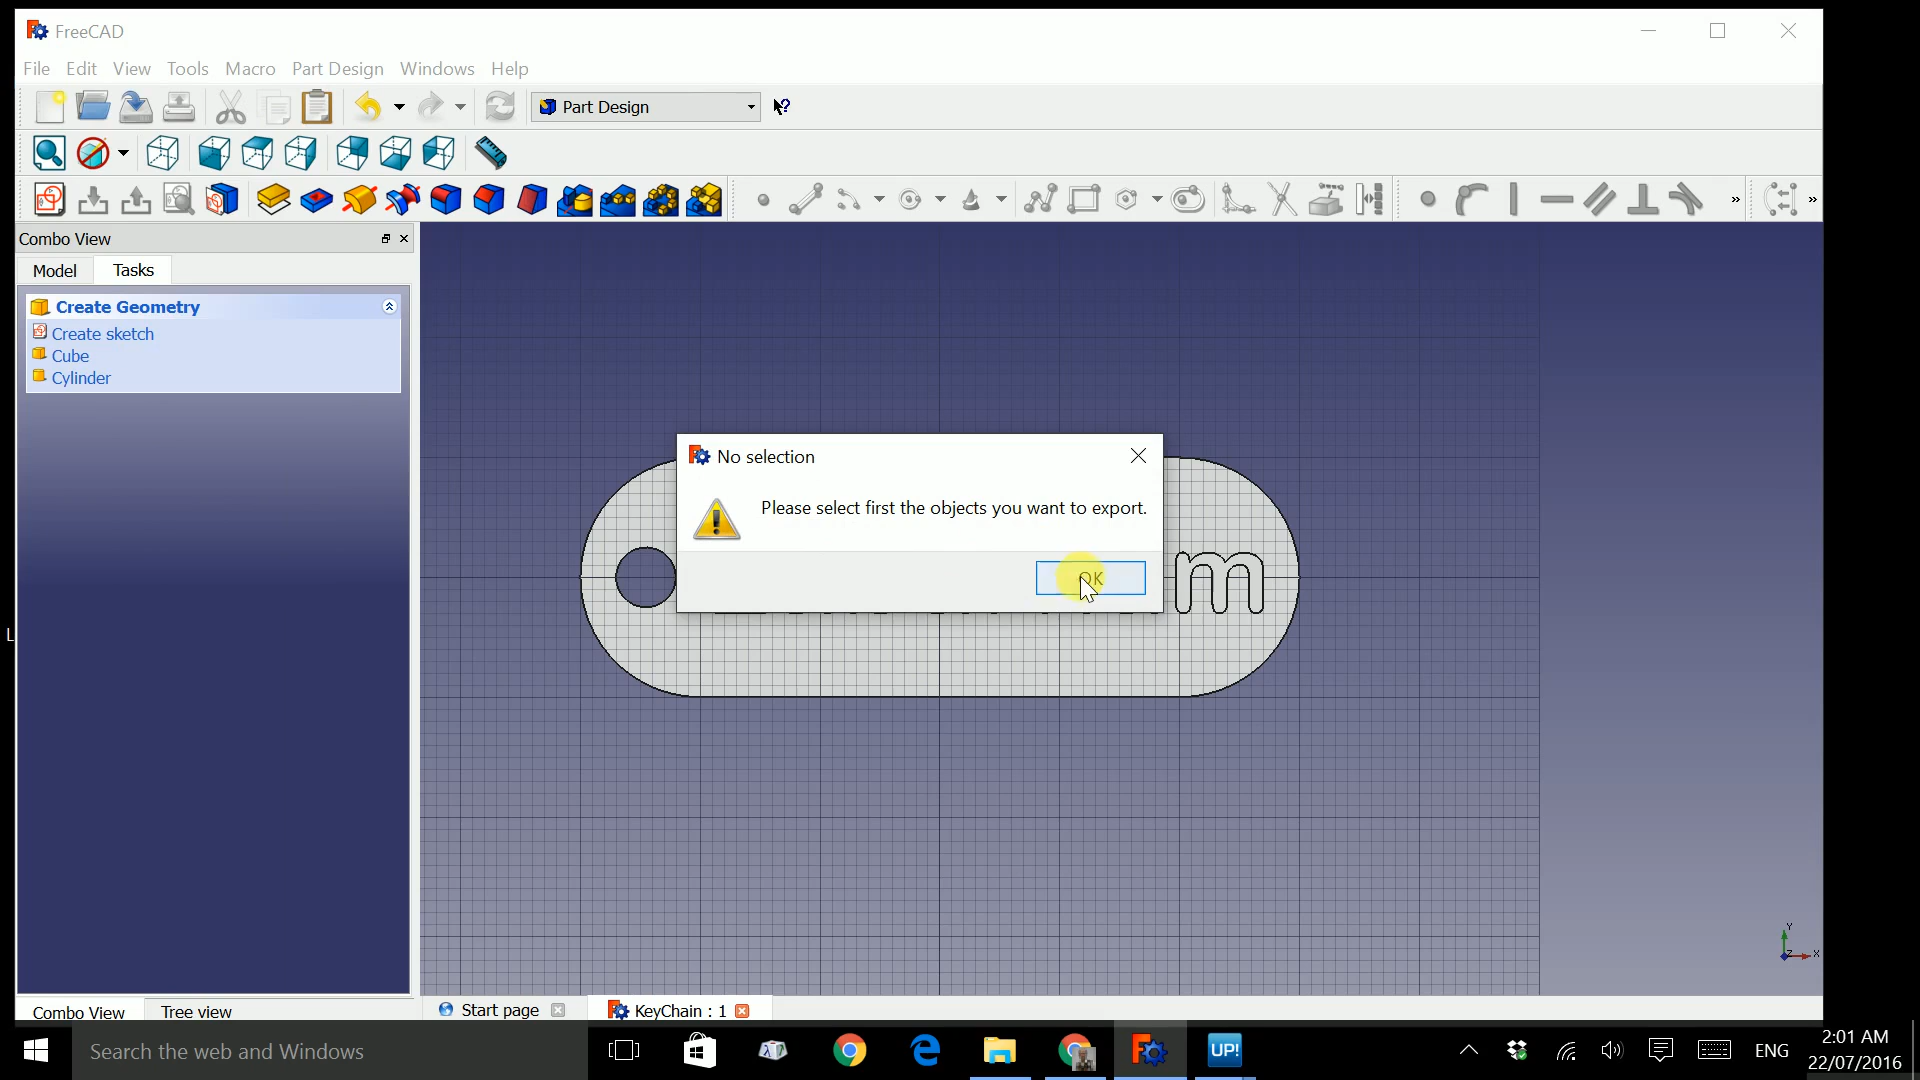 FreeCAD
File Edit View Tools Macro Part Design Windows Help
Part Design
Combo View
Model Tasks
Create Geometry
Create sketch
Cube
Cylinder
No selection
Please select first the objects you want to export.
OK
m
Y
Z
X
L
Combo View Tree view
Start page KeyChain : 1
Search the web and Windows
UP!
ENG
2:01 AM
22/07/2016